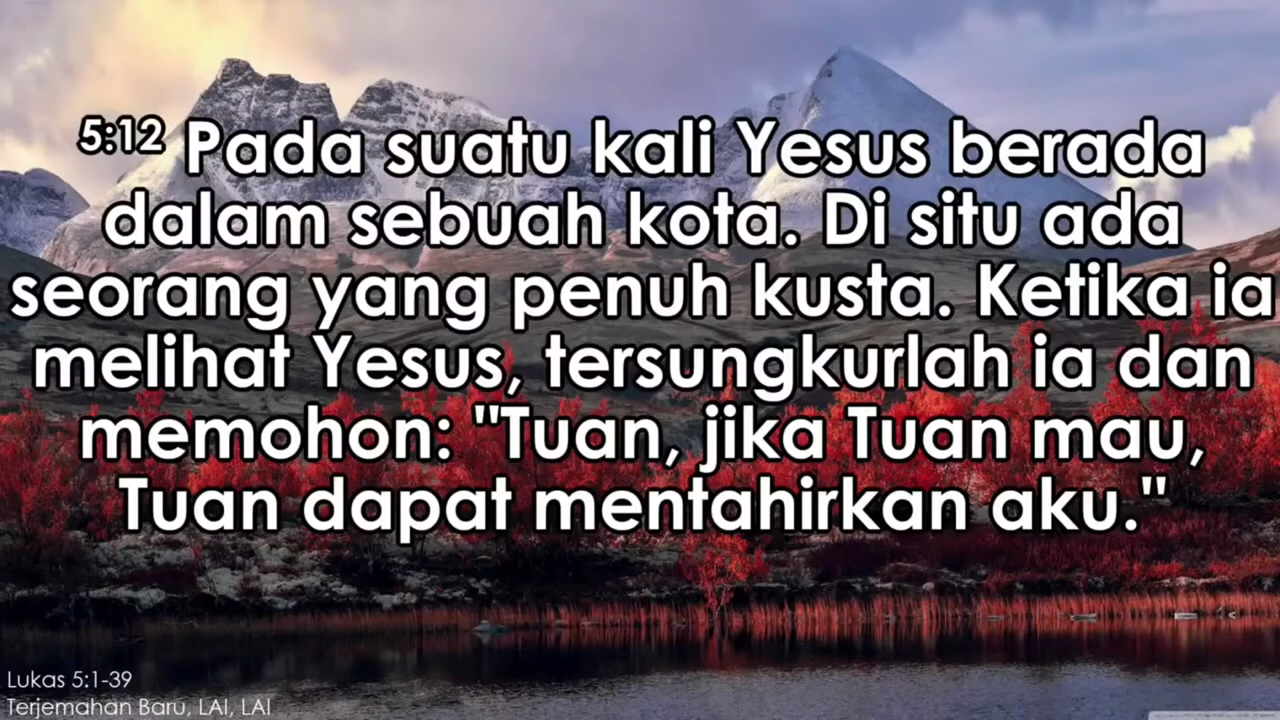 5:12 Pada suatu kali Yesus berada
dalam sebuah kota. Di situ ada
seorang yang penuh kusta. Ketika ia
melihat Yesus, tersungkurlah ia dan
memohon: "Tuan, jika Tuan mau,
Tuan dapat mentahirkan aku."
Lukas 5:1-39
Terjemahan Baru, LAI, LAI